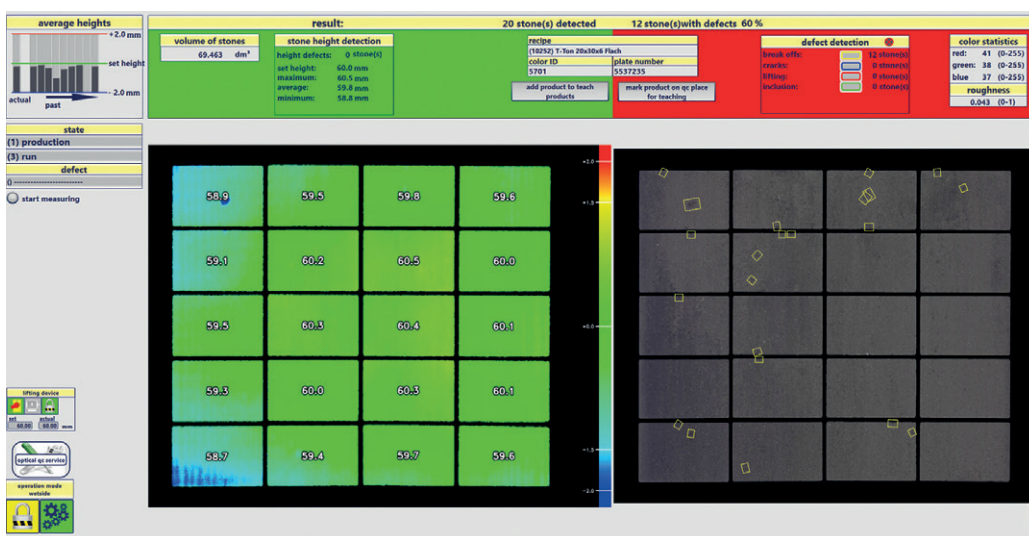 average heights
+2.0 mm
set height
- 2.0 mm
actual
past
result:
20 stone(s) detected
12 stone(s)with defects 60 %
volume of stones
69.463 dm³
stone height detection
height defects: 0 stone(s)
set height: 60.0 mm
maximum: 60.5 mm
average: 59.8 mm
minimum: 58.8 mm
recipe
(10252) T-Ton 20x30x6 Flach
color ID
plate number
5701
5537235
add product to teach
products
mark product on qc place
for teaching
defect detection
break offs: 12 stone(s)
cracks: 0 stone(s)
lifting: 0 stone(s)
inclusion: 0 stone(s)
color statistics
red: 41 (0-255)
green: 38 (0-255)
blue 37 (0-255)
roughness
0.043 (0-1)
state
(1) production
(3) run
defect
0 ------------------------
start measuring
58.9 59.5 59.8 59.6
59.1 60.2 60.5 60.0
59.5 60.3 60.4 60.1
59.3 60.0 60.3 60.1
58.7 59.4 59.7 59.6
+2.0
+1.5
+0.0
-1.5
-2.0
lifting device
set
actual
60.00
60.00
mm
optical qc service
operation mode
wetside